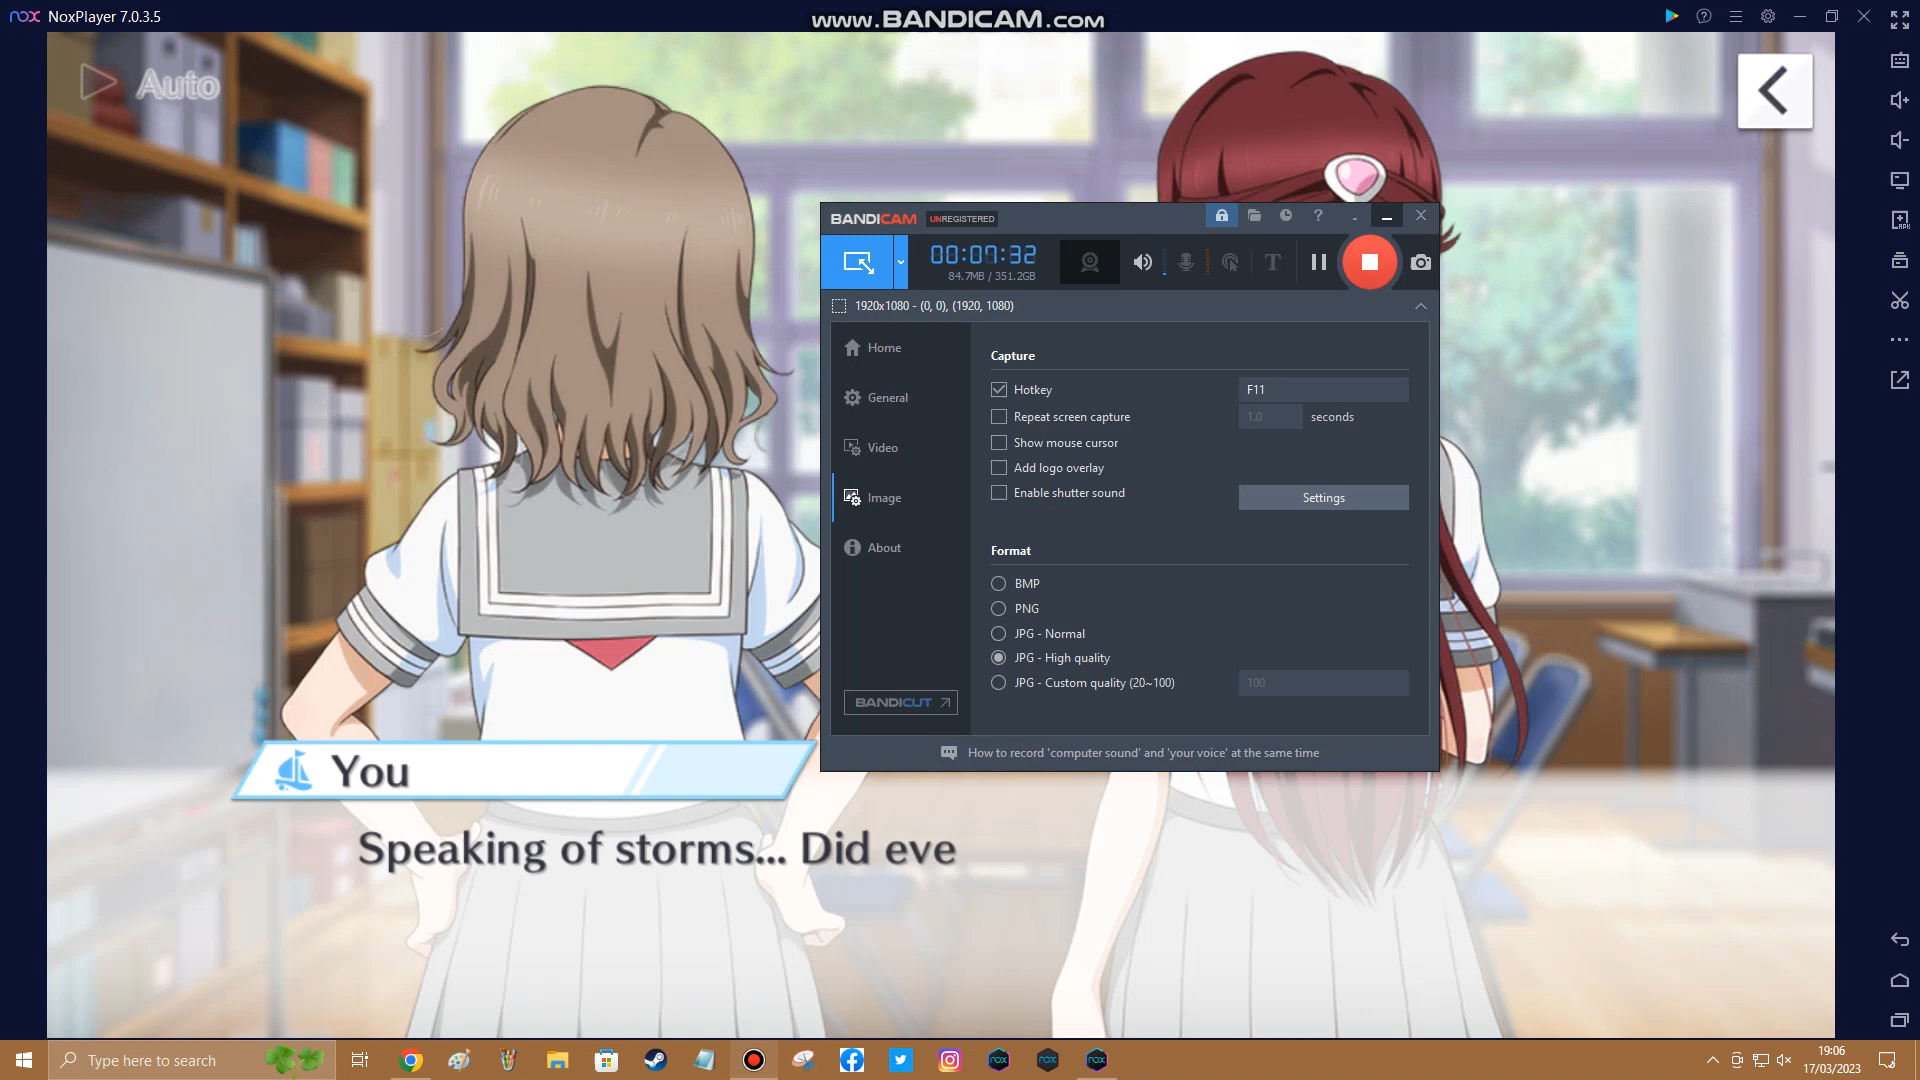 nox NoxPlayer 7.0.3.5
www.BANDICAM.com
Auto
BANDICAM UNREGISTERED
00:07:32
84.7MB / 351.2GB
1920x1080 - (0, 0), (1920, 1080)
Home
General
Video
Image
About
BANDICUT
Capture
Hotkey F11
Repeat screen capture 1.0 seconds
Show mouse cursor
Add logo overlay
Enable shutter sound Settings
Format
BMP
PNG
JPG - Normal
JPG - High quality
JPG - Custom quality (20~100) 100
How to record 'computer sound' and 'your voice' at the same time
You
Speaking of storms... Did eve
Type here to search
19:06
17/03/2023